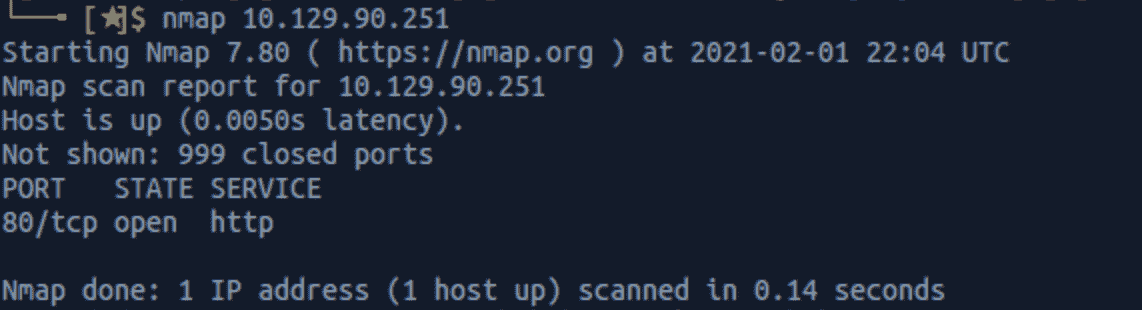 [★]$ nmap 10.129.90.251
Starting Nmap 7.80 ( https://nmap.org ) at 2021-02-01 22:04 UTC
Nmap scan report for 10.129.90.251
Host is up (0.0050s latency).
Not shown: 999 closed ports
PORT   STATE SERVICE
80/tcp open  http
Nmap done: 1 IP address (1 host up) scanned in 0.14 seconds